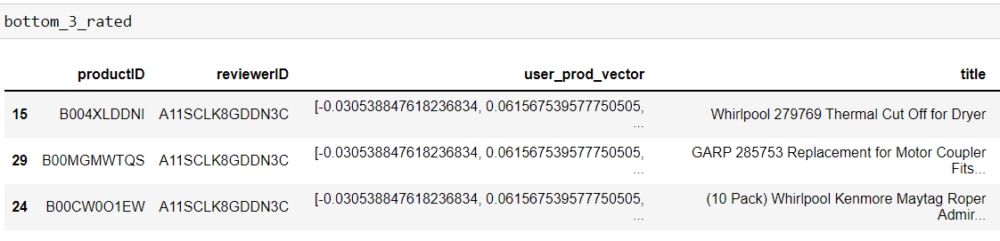 bottom_3_rated
productID reviewerID user_prod_vector title
15 B004XLDDNI A11SCLK8GDDN3C [-0.030538847618236834, 0.061567539577750505, ... Whirlpool 279769 Thermal Cut Off for Dryer
29 B00MGMWTQS A11SCLK8GDDN3C [-0.030538847618236834, 0.061567539577750505, ... GARP 285753 Replacement for Motor Coupler Fits...
24 B00CW0O1EW A11SCLK8GDDN3C [-0.030538847618236834, 0.061567539577750505, ... (10 Pack) Whirlpool Kenmore Maytag Roper Admir...